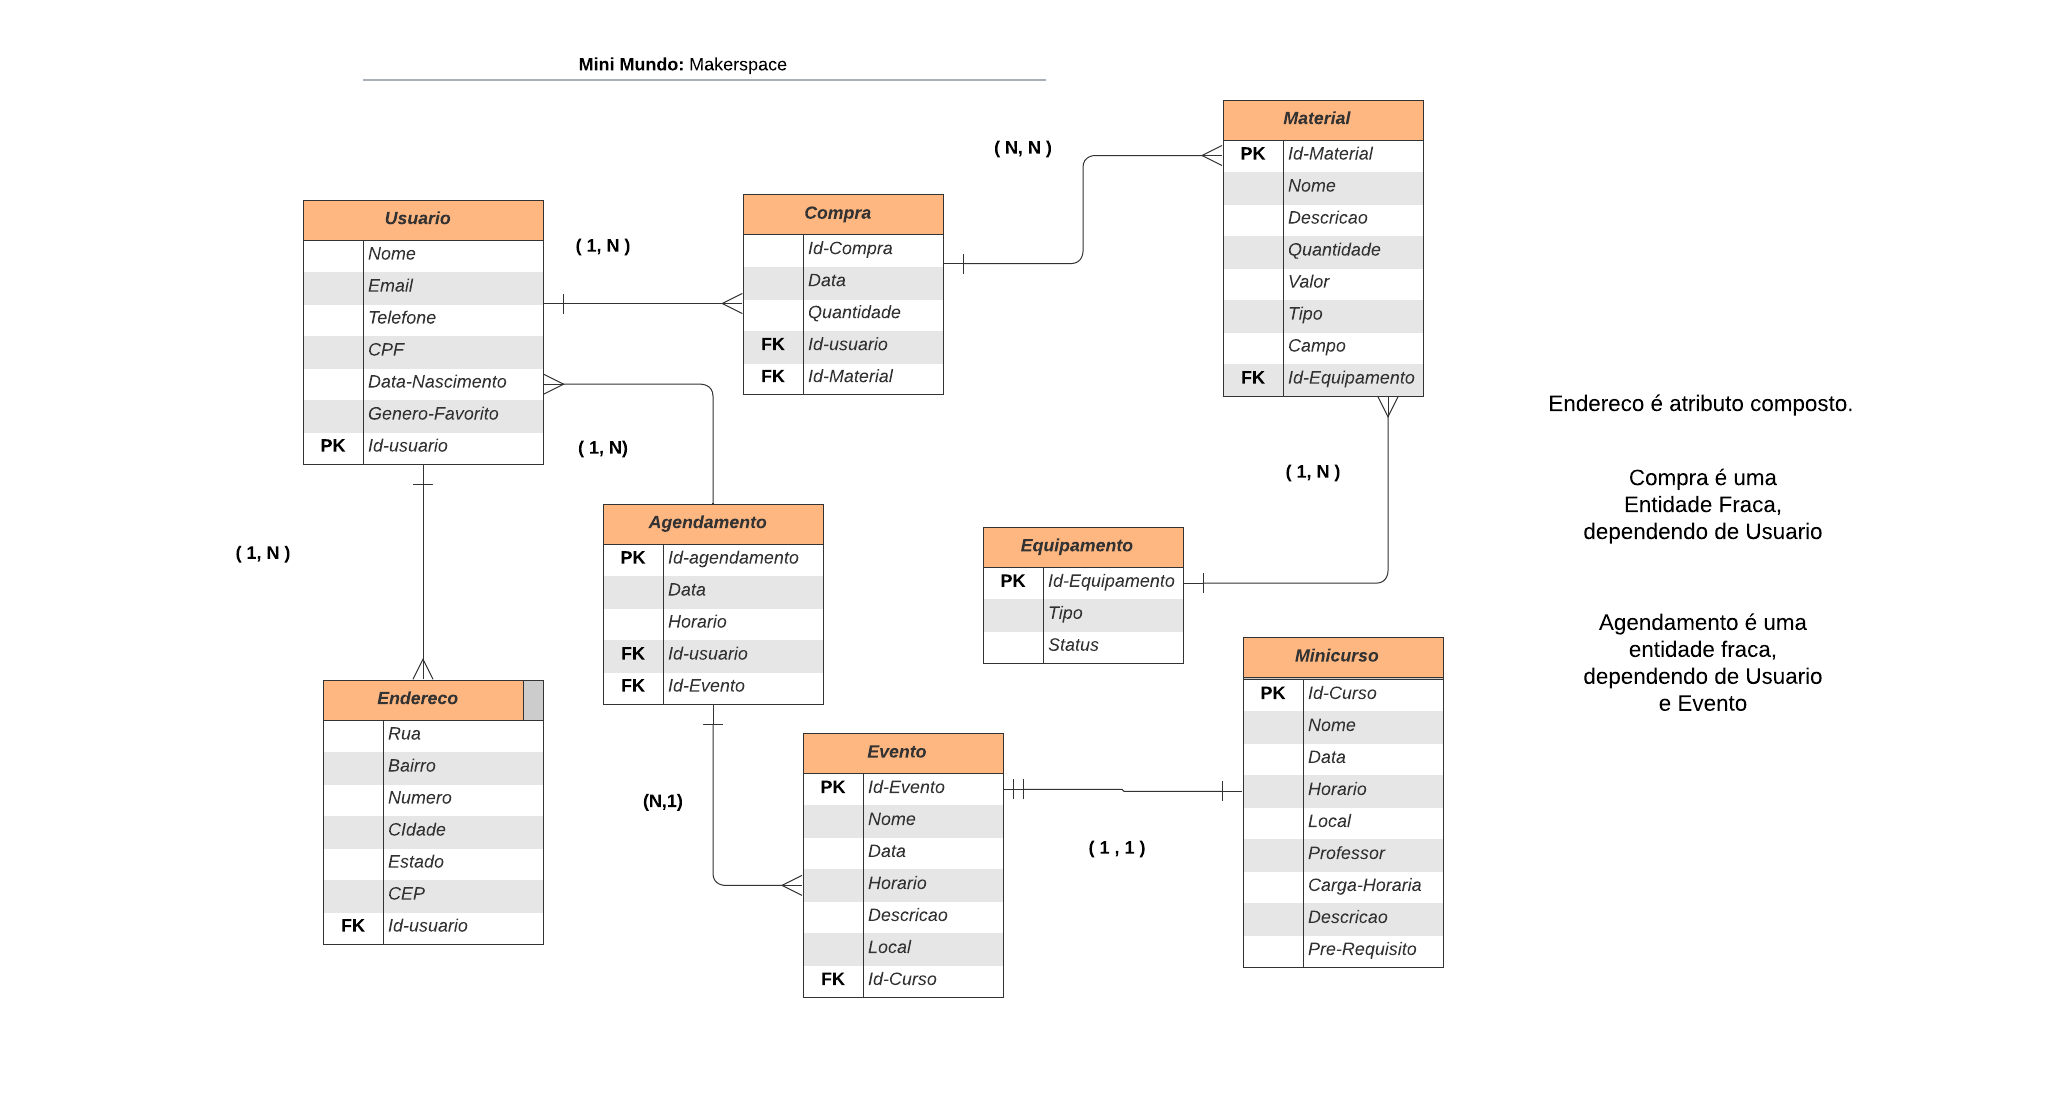 Mini Mundo: Makerspace
Usuario
Nome
Email
Telefone
CPF
Data-Nascimento
Genero-Favorito
PK Id-usuario
( 1, N )
Compra
Id-Compra
Data
Quantidade
FK Id-usuario
FK Id-Material
( N, N )
Material
PK Id-Material
Nome
Descricao
Quantidade
Valor
Tipo
Campo
FK Id-Equipamento
( 1, N)
( 1, N )
( 1, N )
Agendamento
PK Id-agendamento
Data
Horario
FK Id-usuario
FK Id-Evento
Equipamento
PK Id-Equipamento
Tipo
Status
Endereco
Rua
Bairro
Numero
CIdade
Estado
CEP
FK Id-usuario
(N,1)
Evento
PK Id-Evento
Nome
Data
Horario
Descricao
Local
FK Id-Curso
( 1 , 1 )
Minicurso
PK Id-Curso
Nome
Data
Horario
Local
Professor
Carga-Horaria
Descricao
Pre-Requisito
Endereco é atributo composto.
Compra é uma
Entidade Fraca,
dependendo de Usuario
Agendamento é uma
entidade fraca,
dependendo de Usuario
e Evento